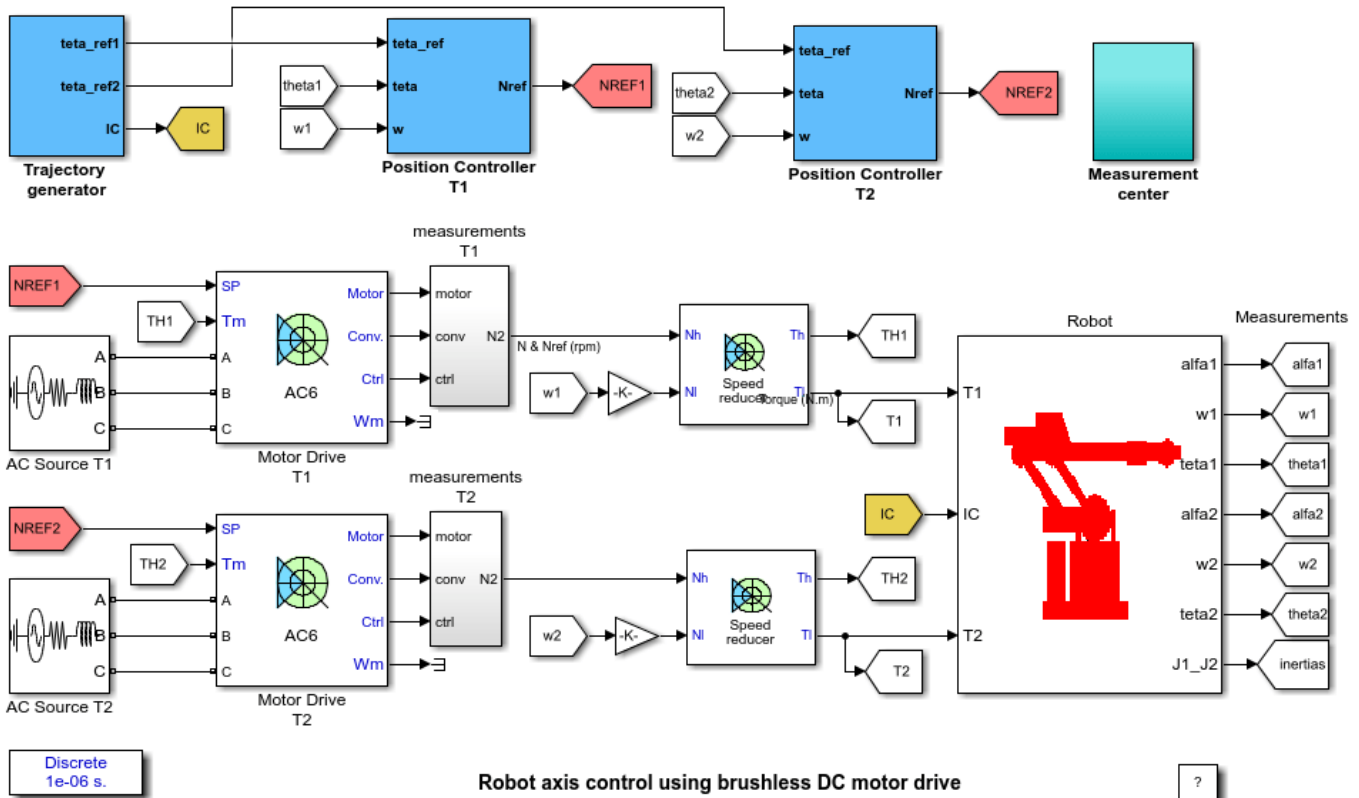 teta_ref1
teta_ref2
IC
IC
Trajectory
generator
theta1
w1
teta_ref
teta
w
Nref
Position Controller
T1
NREF1
theta2
w2
teta_ref
teta
w
Nref
Position Controller
T2
NREF2
Measurement
center
NREF1
TH1
A
B
C
AC Source T1
SP
Tm
A
B
C
AC6
Motor
Conv.
Ctrl
Wm
Motor Drive
T1
measurements
T1
motor
conv
ctrl
N2
N & Nref (rpm)
w1
-K-
Nh
Nl
Speed
reducer
Th
Tl
Torque (N.m)
TH1
T1
NREF2
TH2
A
B
C
AC Source T2
SP
Tm
A
B
C
AC6
Motor
Conv.
Ctrl
Wm
Motor Drive
T2
measurements
T2
motor
conv
ctrl
N2
w2
-K-
Nh
Nl
Speed
reducer
Th
Tl
TH2
T2
IC
Robot
T1
IC
T2
alfa1
w1
teta1
alfa2
w2
teta2
J1_J2
Measurements
alfa1
w1
theta1
alfa2
w2
theta2
inertias
Discrete
1e-06 s.
Robot axis control using brushless DC motor drive
?